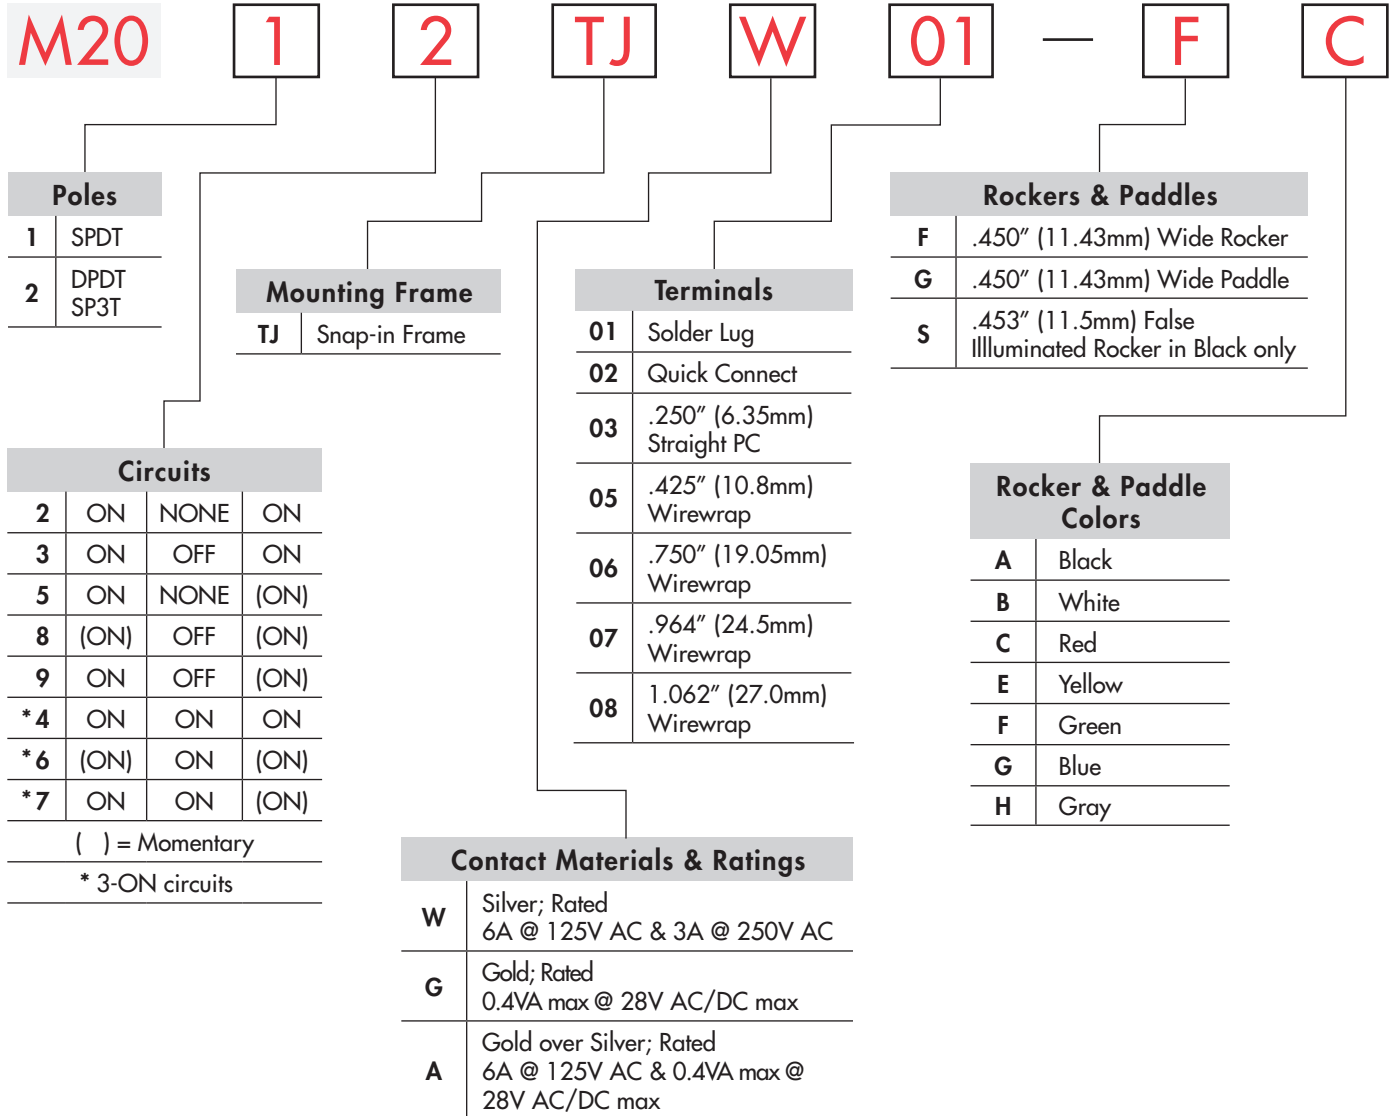 M20 1 2 TJ W 01 — F C
Poles
1 SPDT
2 DPDT
SP3T
Mounting Frame
TJ Snap-in Frame
Terminals
01 Solder Lug
02 Quick Connect
03 .250” (6.35mm)
Straight PC
05 .425” (10.8mm)
Wirewrap
06 .750” (19.05mm)
Wirewrap
07 .964” (24.5mm)
Wirewrap
08 1.062” (27.0mm)
Wirewrap
Rockers & Paddles
F .450” (11.43mm) Wide Rocker
G .450” (11.43mm) Wide Paddle
S .453” (11.5mm) False
Illluminated Rocker in Black only
Circuits
2 ON NONE ON
3 ON OFF ON
5 ON NONE (ON)
8 (ON) OFF (ON)
9 ON OFF (ON)
*4 ON ON ON
*6 (ON) ON (ON)
*7 ON ON (ON)
( ) = Momentary
* 3-ON circuits
Rocker & Paddle
Colors
A Black
B White
C Red
E Yellow
F Green
G Blue
H Gray
Contact Materials & Ratings
W Silver; Rated
6A @ 125V AC & 3A @ 250V AC
G Gold; Rated
0.4VA max @ 28V AC/DC max
A Gold over Silver; Rated
6A @ 125V AC & 0.4VA max @
28V AC/DC max